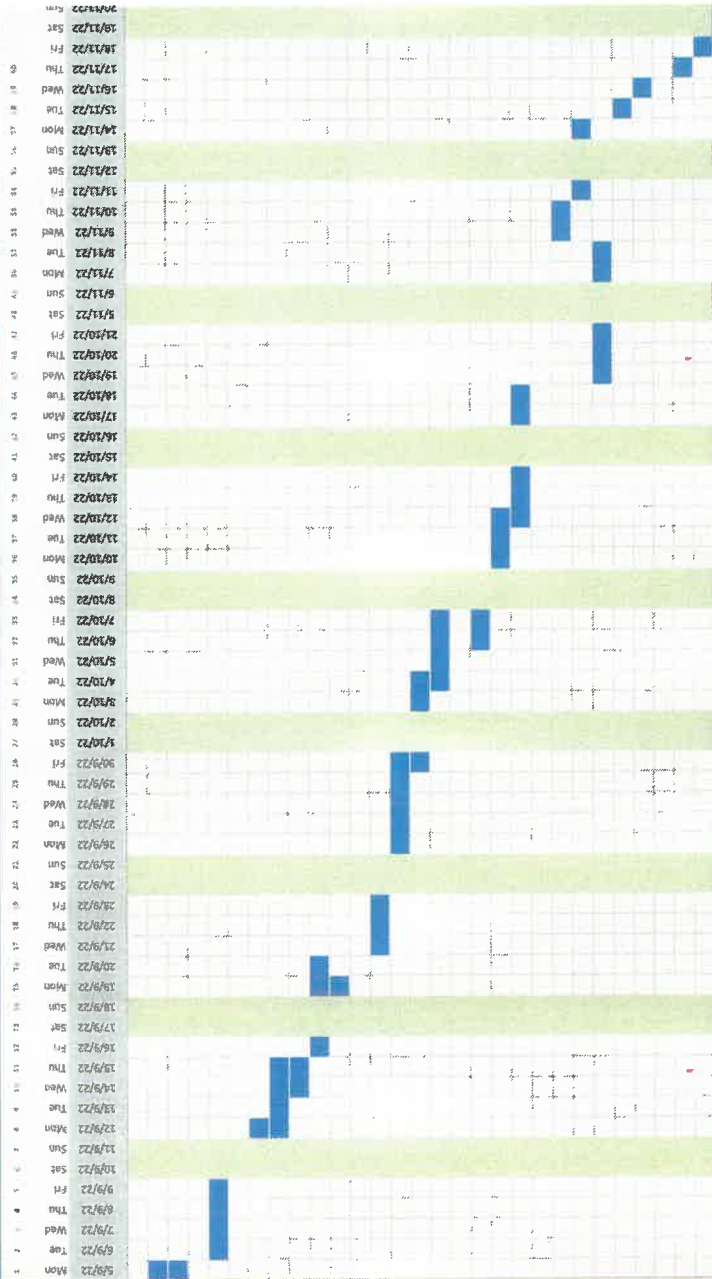 5/9/22 Mon
6/9/22 Tue
7/9/22 Wed
8/9/22 Thu
9/9/22 Fri
10/9/22 Sat
11/9/22 Sun
12/9/22 Mon
13/9/22 Tue
14/9/22 Wed
15/9/22 Thu
16/9/22 Fri
17/9/22 Sat
18/9/22 Sun
19/9/22 Mon
20/9/22 Tue
21/9/22 Wed
22/9/22 Thu
23/9/22 Fri
24/9/22 Sat
25/9/22 Sun
26/9/22 Mon
27/9/22 Tue
28/9/22 Wed
29/9/22 Thu
30/9/22 Fri
1/10/22 Sat
2/10/22 Sun
3/10/22 Mon
4/10/22 Tue
5/10/22 Wed
6/10/22 Thu
7/10/22 Fri
8/10/22 Sat
9/10/22 Sun
10/10/22 Mon
11/10/22 Tue
12/10/22 Wed
13/10/22 Thu
14/10/22 Fri
15/10/22 Sat
16/10/22 Sun
17/10/22 Mon
18/10/22 Tue
19/10/22 Wed
20/10/22 Thu
21/10/22 Fri
5/11/22 Sat
6/11/22 Sun
7/11/22 Mon
8/11/22 Tue
9/11/22 Wed
10/11/22 Thu
11/11/22 Fri
12/11/22 Sat
13/11/22 Sun
14/11/22 Mon
15/11/22 Tue
16/11/22 Wed
17/11/22 Thu
18/11/22 Fri
19/11/22 Sat
20/11/22 Sun